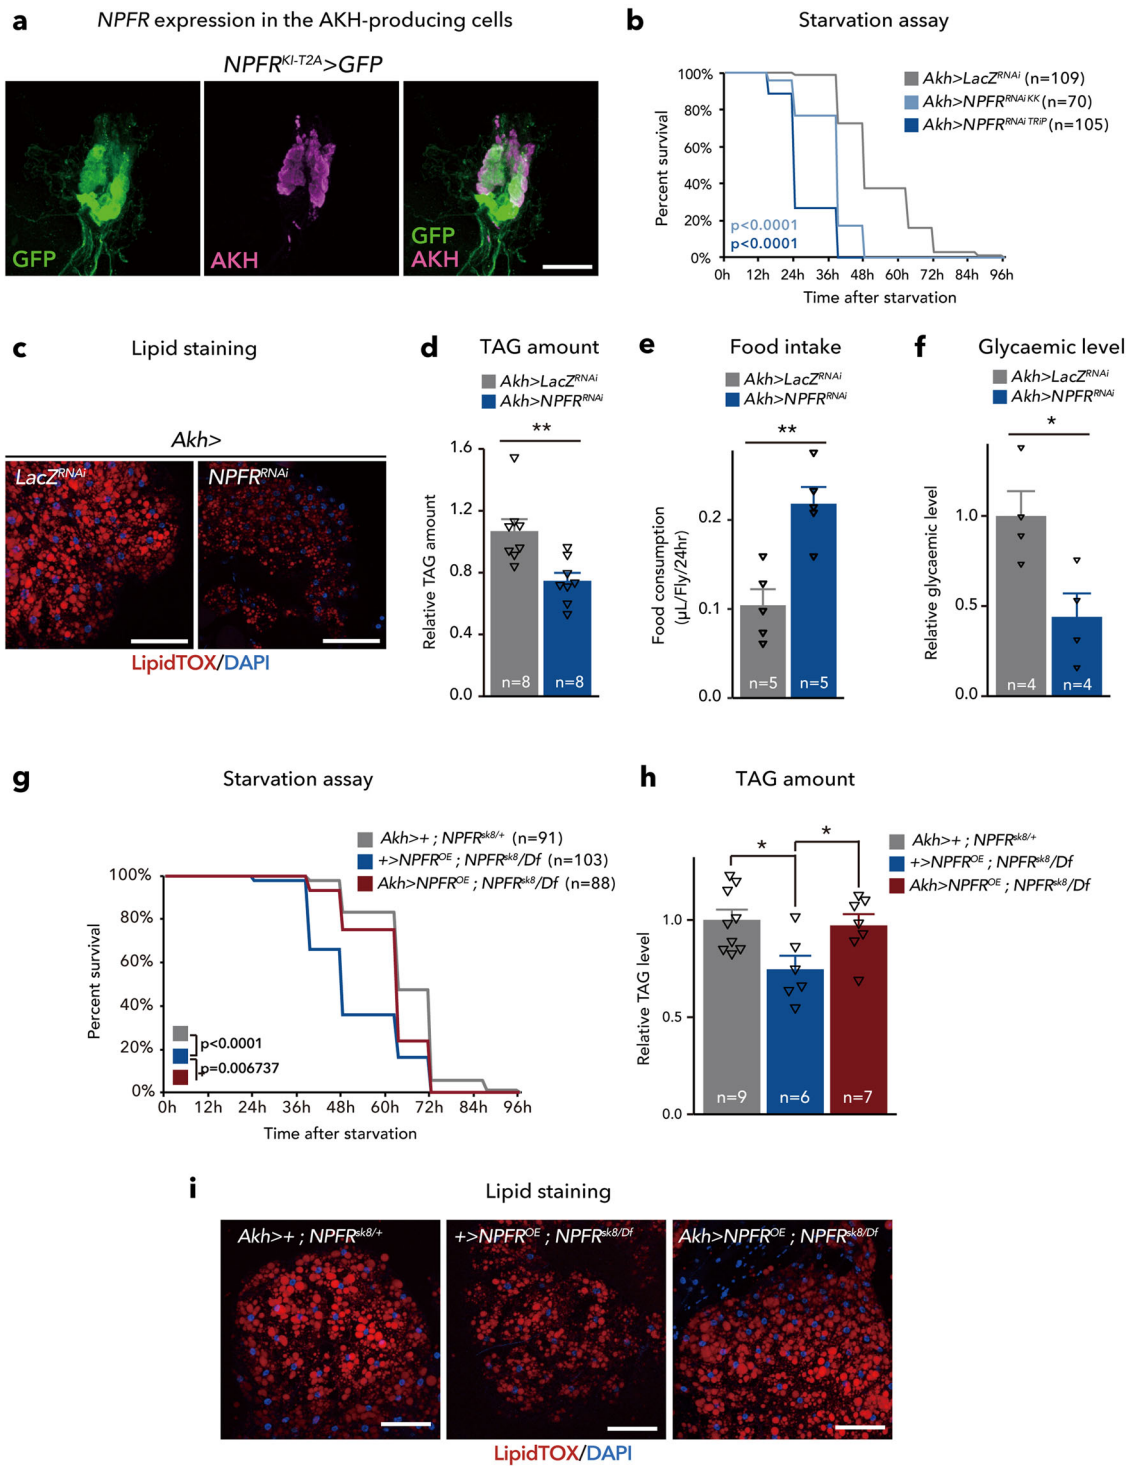 a
NPFR expression in the AKH-producing cells
NPFRKI-T2A>GFP
GFP
AKH
GFP
AKH
b
Starvation assay
Akh>LacZRNAi (n=109)
Akh>NPFRRNAi KK (n=70)
Akh>NPFRRNAi TRiP (n=105)
Percent survival
100%
80%
60%
40%
20%
0%
p<0.0001
p<0.0001
0h 12h 24h 36h 48h 60h 72h 84h 96h
Time after starvation
c
Lipid staining
Akh>
LacZRNAi
NPFRRNAi
LipidTOX/DAPI
d
TAG amount
Akh>LacZRNAi
Akh>NPFRRNAi
**
Relative TAG amount
1.6
1.2
0.8
0.4
0.0
n=8 n=8
e
Food intake
Akh>LacZRNAi
Akh>NPFRRNAi
**
Food consumption
(μL/Fly/24hr)
0.2
0.1
0.0
n=5 n=5
f
Glycaemic level
Akh>LacZRNAi
Akh>NPFRRNAi
*
Relative glycaemic level
1.0
0.5
0.0
n=4 n=4
g
Starvation assay
Akh>+ ; NPFRsk8/+ (n=91)
+>NPFROE ; NPFRsk8/Df (n=103)
Akh>NPFROE ; NPFRsk8/Df (n=88)
Percent survival
100%
80%
60%
40%
20%
0%
p<0.0001
p=0.006737
0h 12h 24h 36h 48h 60h 72h 84h 96h
Time after starvation
h
TAG amount
Akh>+ ; NPFRsk8/+
+>NPFROE ; NPFRsk8/Df
Akh>NPFROE ; NPFRsk8/Df
* *
Relative TAG level
1.0
0.5
0.0
n=9 n=6 n=7
i
Lipid staining
Akh>+ ; NPFRsk8/+
+>NPFROE ; NPFRsk8/Df
Akh>NPFROE ; NPFRsk8/Df
LipidTOX/DAPI